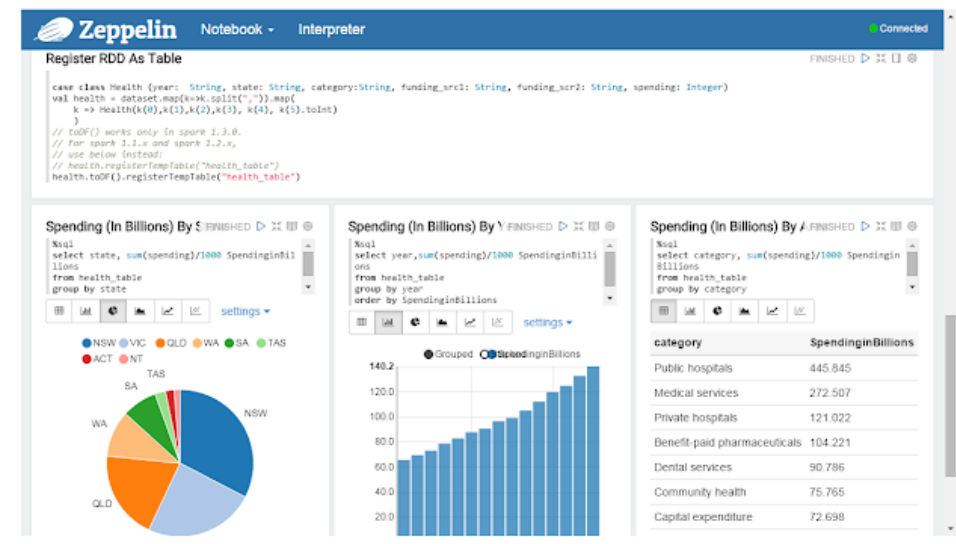 Zeppelin Notebook Interpreter Connected
Register RDD As Table FINISHED
case class Health (year: String, state: String, category:String, funding_src1: String, funding_scr2: String, spending: Integer)
val health = dataset.map(k=>k.split(",")).map(
k => Health(k(0),k(1),k(2),k(3), k(4), k(5).toInt)
)
// toDF() works only in spark 1.3.0.
// For spark 1.1.x and spark 1.2.x,
// use below instead:
// health.registerTempTable("health_table")
health.toDF().registerTempTable("health_table")
Spending (In Billions) By S FINISHED
%sql
select state, sum(spending)/1000 SpendinginBil
lions
from health_table
group by state
settings
NSW VIC QLD WA SA TAS
ACT NT
TAS
SA
NSW
WA
QLD
Spending (In Billions) By Y FINISHED
%sql
select year,sum(spending)/1000 SpendinginBilli
ons
from health_table
group by year
order by SpendinginBillions
settings
Grouped Stacked SpendinginBillions
140.2
120.0
100.0
80.0
60.0
40.0
20.0
Spending (In Billions) By A FINISHED
%sql
select category, sum(spending)/1000 Spendingin
Billions
from health_table
group by category
category SpendinginBillions
Public hospitals 445.845
Medical services 272.507
Private hospitals 121.022
Benefit-paid pharmaceuticals 104.221
Dental services 90.786
Community health 75.765
Capital expenditure 72.698